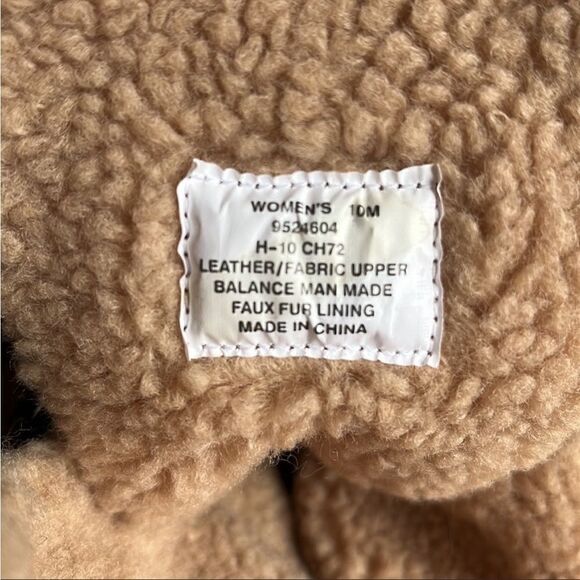 WOMEN'S 10M
9524604
H-10 CH72
LEATHER/FABRIC UPPER
BALANCE MAN MADE
FAUX FUR LINING
MADE IN CHINA